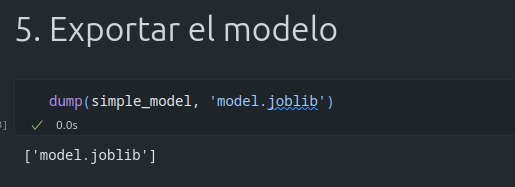 5. Exportar el modelo
dump(simple_model, 'model.joblib')
0.0s
['model.joblib']